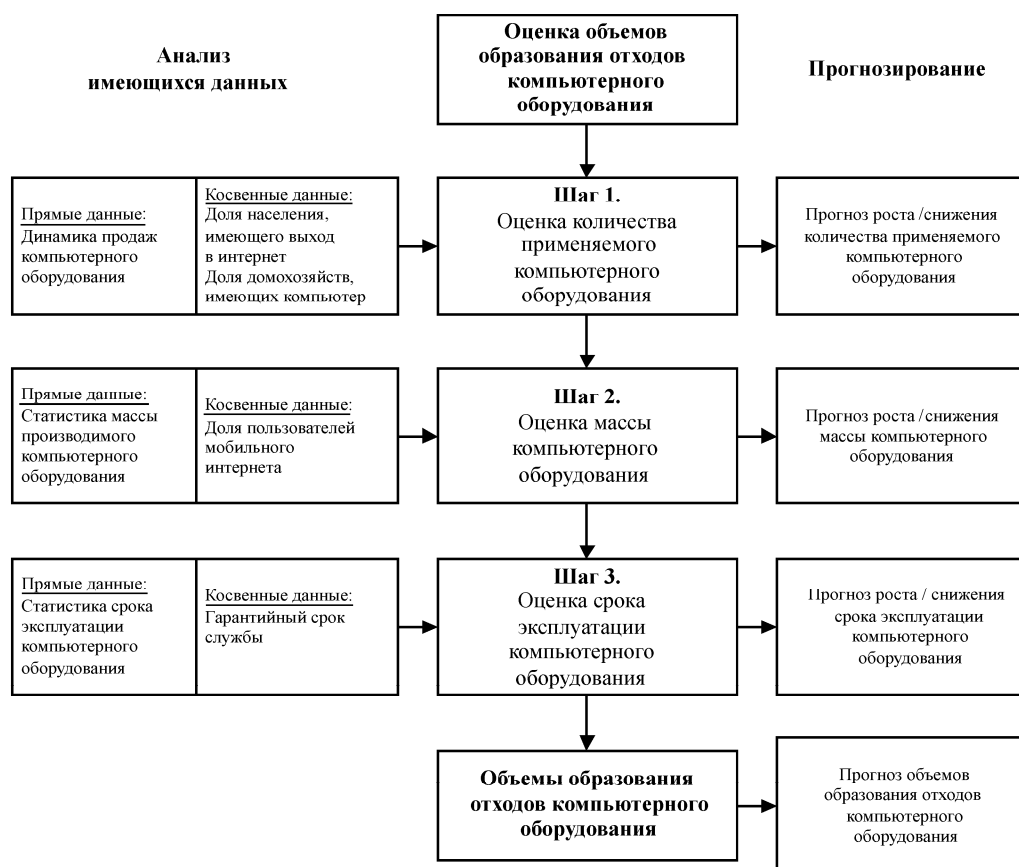 Анализ
имеющихся данных
Оценка объемов
образования отходов
компьютерного
оборудования
Прогнозирование
Прямые данные:
Динамика продаж
компьютерного
оборудования
Косвенные данные:
Доля населения,
имеющего выход
в интернет
Доля домохозяйств,
имеющих компьютер
Шаг 1.
Оценка количества
применяемого
компьютерного
оборудования
Прогноз роста /снижения
количества применяемого
компьютерного
оборудования
Прямые данные:
Статистика массы
производимого
компьютерного
оборудования
Косвенные данные:
Доля пользователей
мобильного
интернета
Шаг 2.
Оценка массы
компьютерного
оборудования
Прогноз роста /снижения
массы компьютерного
оборудования
Прямые данные:
Статистика срока
эксплуатации
компьютерного
оборудования
Косвенные данные:
Гарантийный срок
службы
Шаг 3.
Оценка срока
эксплуатации
компьютерного
оборудования
Прогноз роста / снижения
срока эксплуатации
компьютерного
оборудования
Объемы образования
отходов компьютерного
оборудования
Прогноз объемов
образования отходов
компьютерного
оборудования